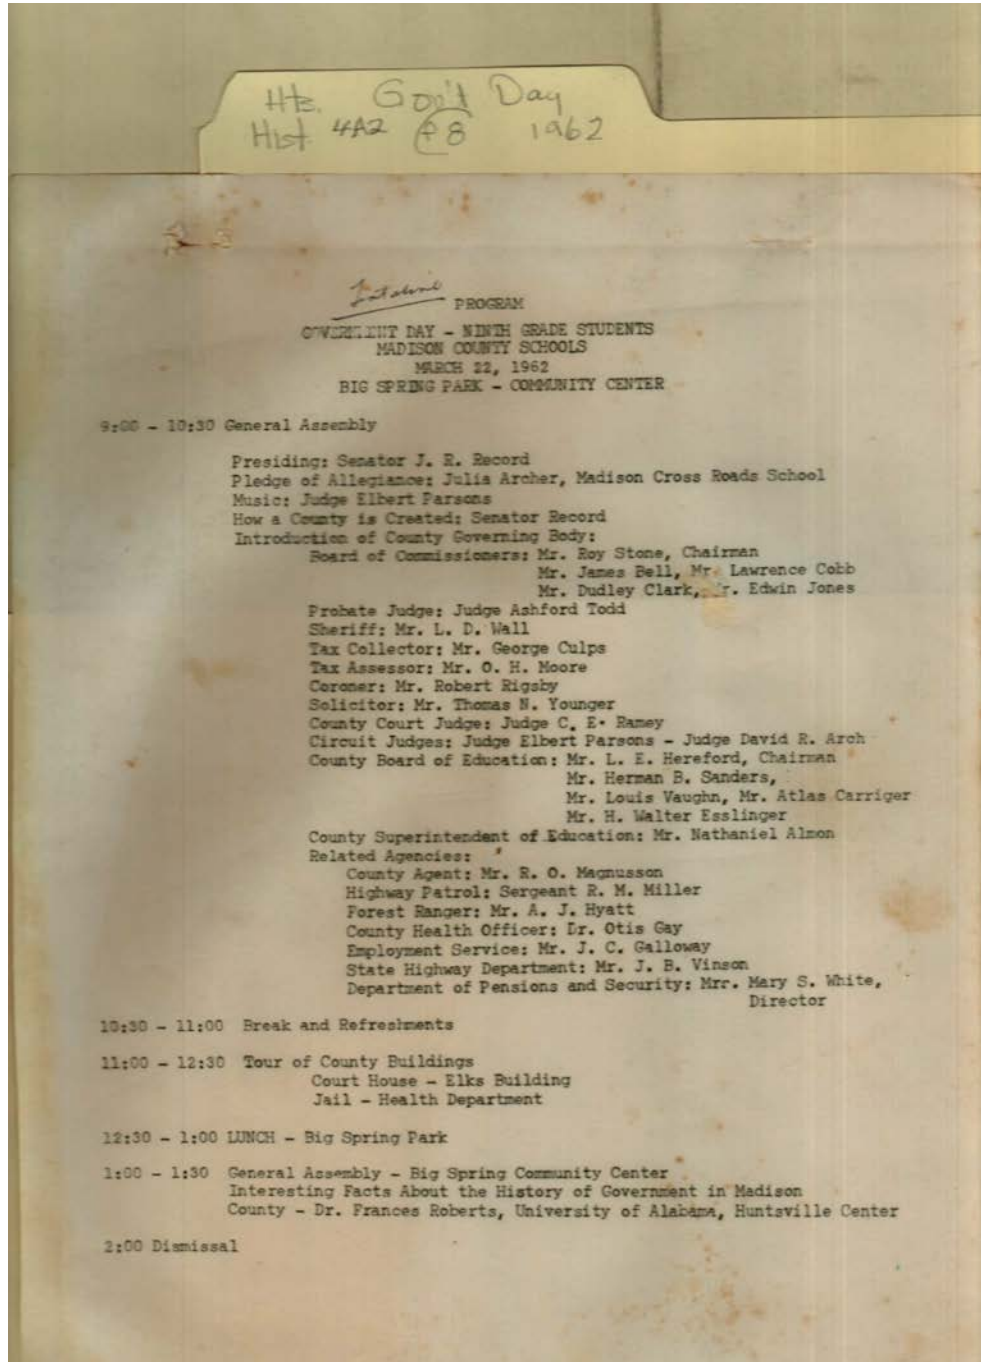 Hts. Gov't Day
Hist 4A2 P8 1962
PROGRAM
GOVERNMENT DAY - NINTH GRADE STUDENTS
MADISON COUNTY SCHOOLS
MARCH 22, 1962
BIG SPRING PARK - COMMUNITY CENTER
9:00 - 10:30 General Assembly
Presiding: Senator J. R. Record
Pledge of Allegiance: Julia Archer, Madison Cross Roads School
Music: Judge Elbert Parsons
How a County is Created: Senator Record
Introduction of County Governing Body:
Board of Commissioners: Mr. Roy Stone, Chairman
Mr. James Bell, Mr. Lawrence Cobb
Mr. Dudley Clark, Mr. Edwin Jones
Probate Judge: Judge Ashford Todd
Sheriff: Mr. L. D. Wall
Tax Collector: Mr. George Culps
Tax Assessor: Mr. O. H. Moore
Coroner: Mr. Robert Rigsby
Solicitor: Mr. Thomas N. Younger
County Court Judge: Judge C. E. Ramey
Circuit Judges: Judge Elbert Parsons - Judge David R. Arch
County Board of Education: Mr. L. E. Hereford, Chairman
Mr. Herman B. Sanders,
Mr. Louis Vaughn, Mr. Atlas Carriger
Mr. H. Walter Esslinger
County Superintendent of Education: Mr. Nathaniel Almon
Related Agencies:
County Agent: Mr. R. O. Magnusson
Highway Patrol: Sergeant R. M. Miller
Forest Ranger: Mr. A. J. Hyatt
County Health Officer: Dr. Otis Gay
Employment Service: Mr. J. C. Galloway
State Highway Department: Mr. J. B. Vinson
Department of Pensions and Security: Mrr. Mary S. White,
Director
10:30 - 11:00 Break and Refreshments
11:00 - 12:30 Tour of County Buildings
Court House - Elks Building
Jail - Health Department
12:30 - 1:00 LUNCH - Big Spring Park
1:00 - 1:30 General Assembly - Big Spring Community Center
Interesting Facts About the History of Government in Madison
County - Dr. Frances Roberts, University of Alabama, Huntsville Center
2:00 Dismissal